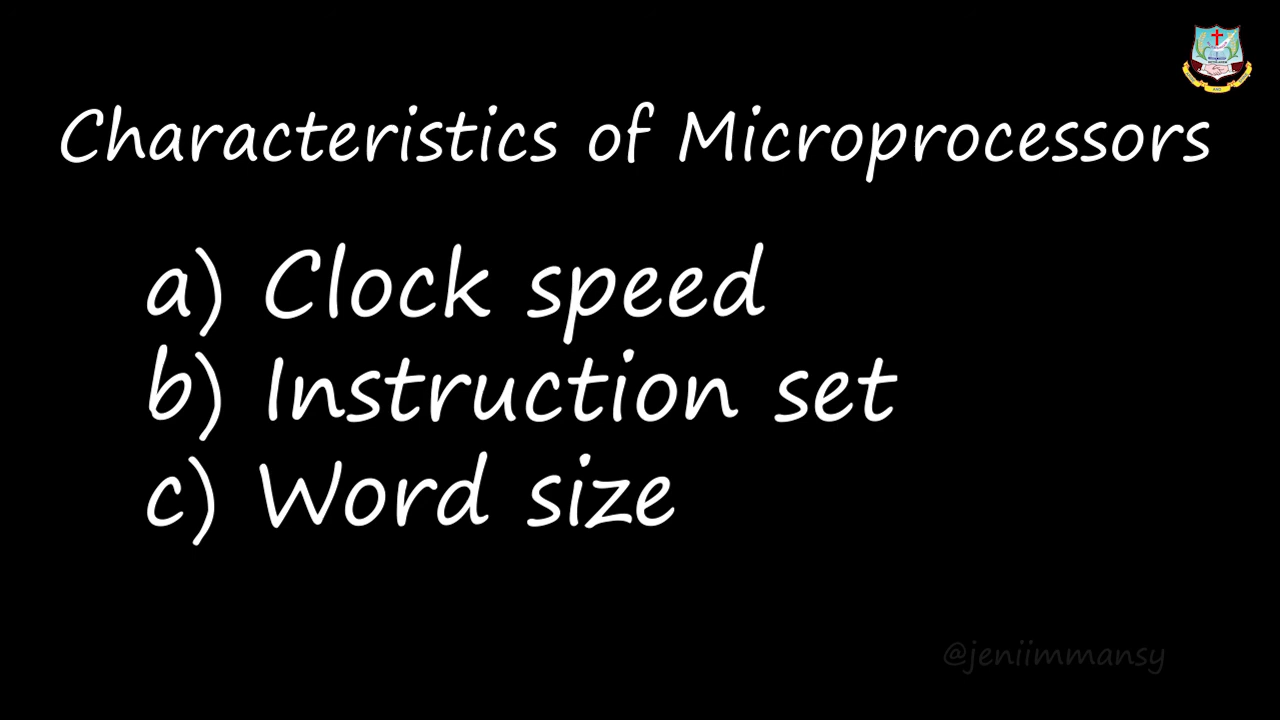 Characteristics of Microprocessors
a) Clock speed
b) Instruction set
c) Word size
@jeniimmansy